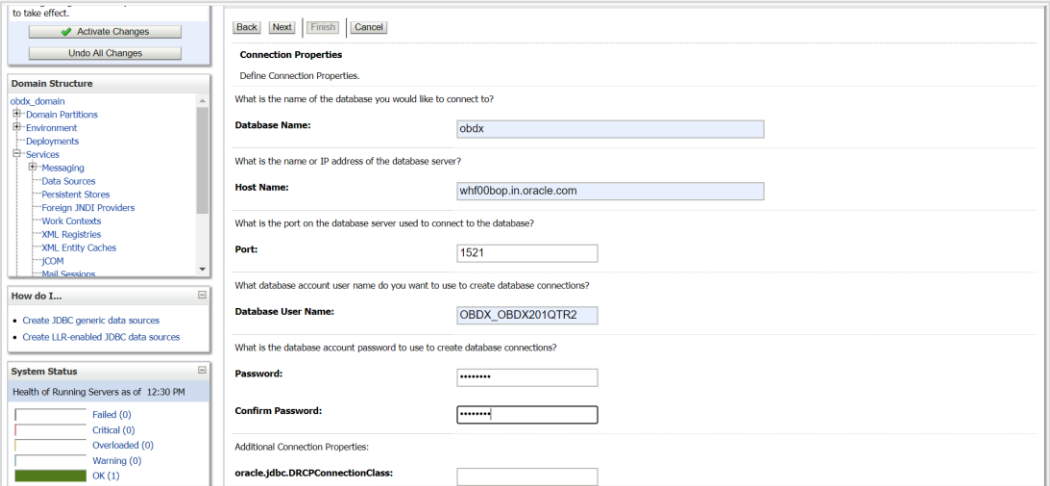 to take effect.
Activate Changes
Undo All Changes
Domain Structure
obdx_domain
Domain Partitions
Environment
Deployments
Services
Messaging
Data Sources
Persistent Stores
Foreign JNDI Providers
Work Contexts
XML Registries
XML Entity Caches
jCOM
Mail Sessions
How do I...
Create JDBC generic data sources
Create LLR-enabled JDBC data sources
System Status
Health of Running Servers as of 12:30 PM
Failed (0)
Critical (0)
Overloaded (0)
Warning (0)
OK (1)
Back Next Finish Cancel
Connection Properties
Define Connection Properties.
What is the name of the database you would like to connect to?
Database Name: obdx
What is the name or IP address of the database server?
Host Name: whf00bop.in.oracle.com
What is the port on the database server used to connect to the database?
Port: 1521
What database account user name do you want to use to create database connections?
Database User Name: OBDX_OBDX201QTR2
What is the database account password to use to create database connections?
Password: ••••••••
Confirm Password: ••••••••
Additional Connection Properties:
oracle.jdbc.DRCPConnectionClass: